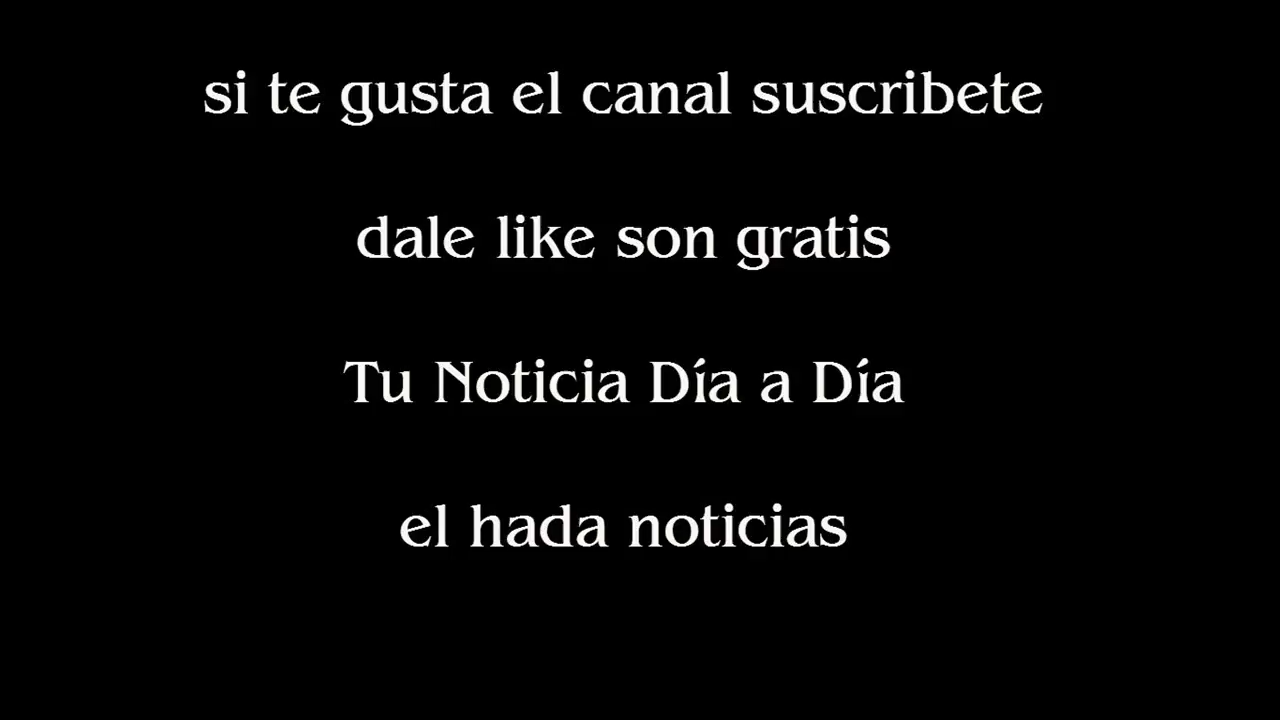 si te gusta el canal suscribete
dale like son gratis
Tu Noticia Día a Día
el hada noticias